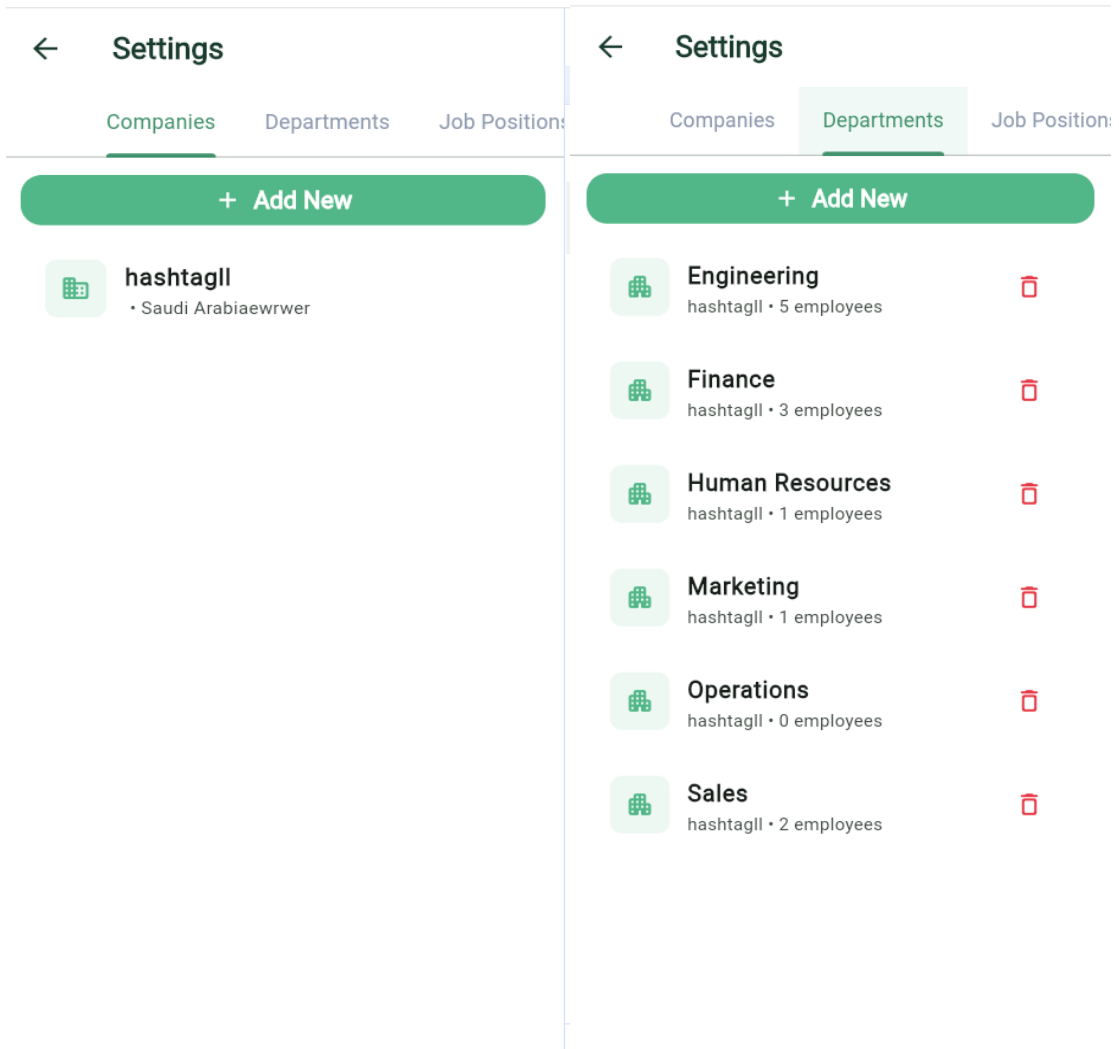 Settings
Companies Departments Job Positions
+ Add New
hashtagll
• Saudi Arabiaewrwer
Settings
Companies Departments Job Positions
+ Add New
Engineering
hashtagll • 5 employees
Finance
hashtagll • 3 employees
Human Resources
hashtagll • 1 employees
Marketing
hashtagll • 1 employees
Operations
hashtagll • 0 employees
Sales
hashtagll • 2 employees